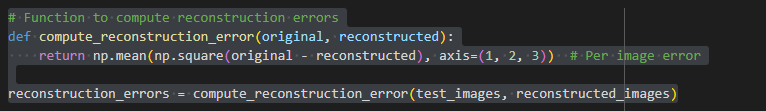 # Function to compute reconstruction errors
def compute_reconstruction_error(original, reconstructed):
    return np.mean(np.square(original - reconstructed), axis=(1, 2, 3))  # Per image error
reconstruction_errors = compute_reconstruction_error(test_images, reconstructed_images)